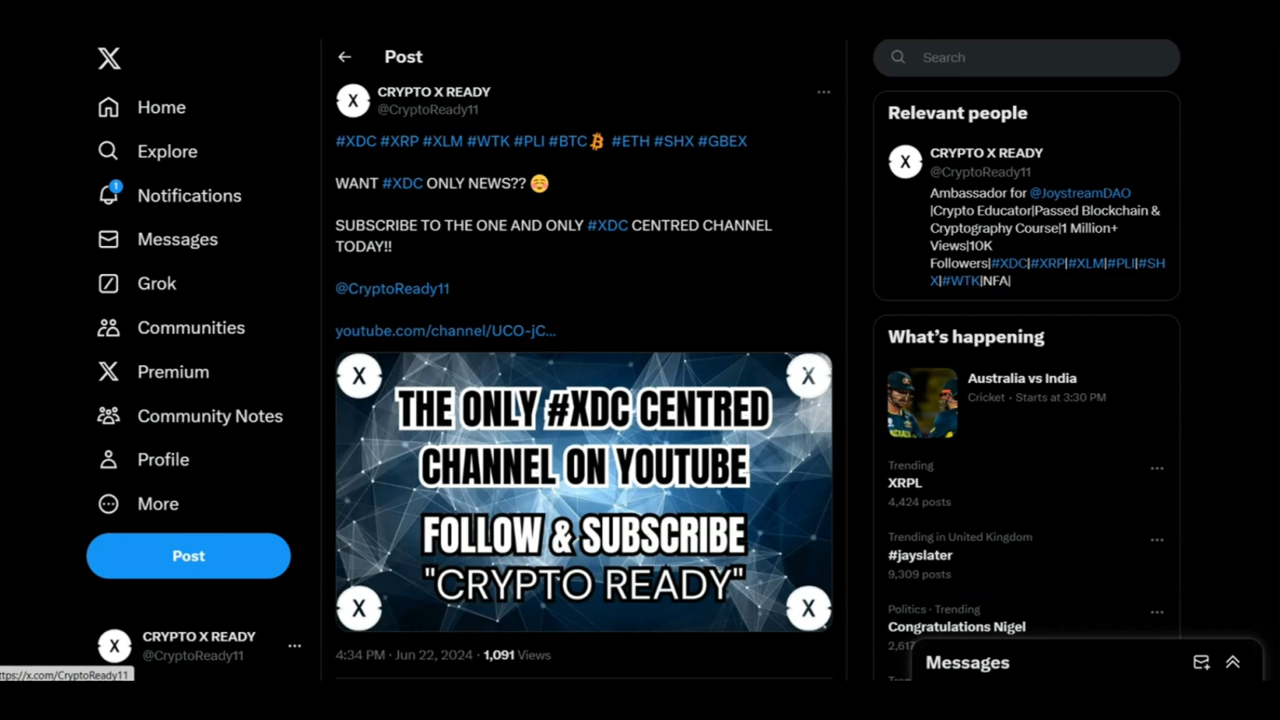 Home
Explore
1
Notifications
Messages
Grok
Communities
Premium
Community Notes
Profile
More
Post
CRYPTO X READY
@CryptoReady11
ttps://x.com/CryptoReady11
Post
X
CRYPTO X READY
@CryptoReady11
#XDC #XRP #XLM #WTK #PLI #BTC #ETH #SHX #GBEX
WANT #XDC ONLY NEWS??
SUBSCRIBE TO THE ONE AND ONLY #XDC CENTRED CHANNEL
TODAY!!
@CryptoReady11
youtube.com/channel/UCO-jC...
X
X
THE ONLY #XDC CENTRED
CHANNEL ON YOUTUBE
FOLLOW & SUBSCRIBE
"CRYPTO READY"
X
X
4:34 PM · Jun 22, 2024 · 1,091 Views
Search
Relevant people
X
CRYPTO X READY
@CryptoReady11
Ambassador for @JoystreamDAO
|Crypto Educator|Passed Blockchain &
Cryptography Course|1 Million+
Views|10K
Followers|#XDC|#XRP|#XLM|#PLI|#SH
X|#WTK|NFA|
What's happening
Australia vs India
Cricket · Starts at 3:30 PM
Trending
XRPL
4,424 posts
Trending in United Kingdom
#jayslater
9,309 posts
Politics · Trending
Congratulations Nigel
Messages